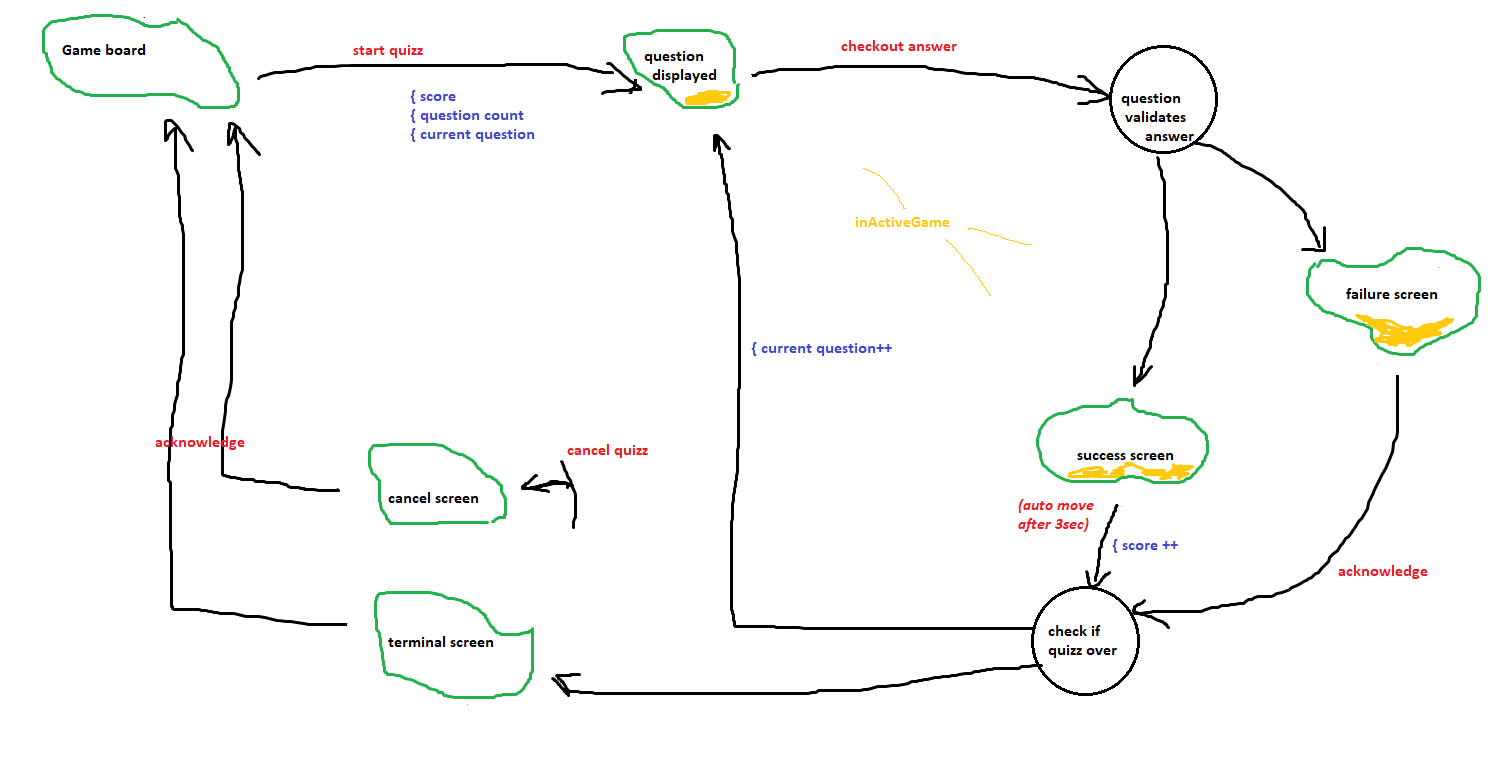 Game board
start quizz
{ score
{ question count
{ current question
question
displayed
checkout answer
question
validates
answer
inActiveGame
failure screen
{ current question++
acknowledge
cancel quizz
cancel screen
success screen
(auto move
after 3sec)
{ score ++
acknowledge
check if
quizz over
terminal screen